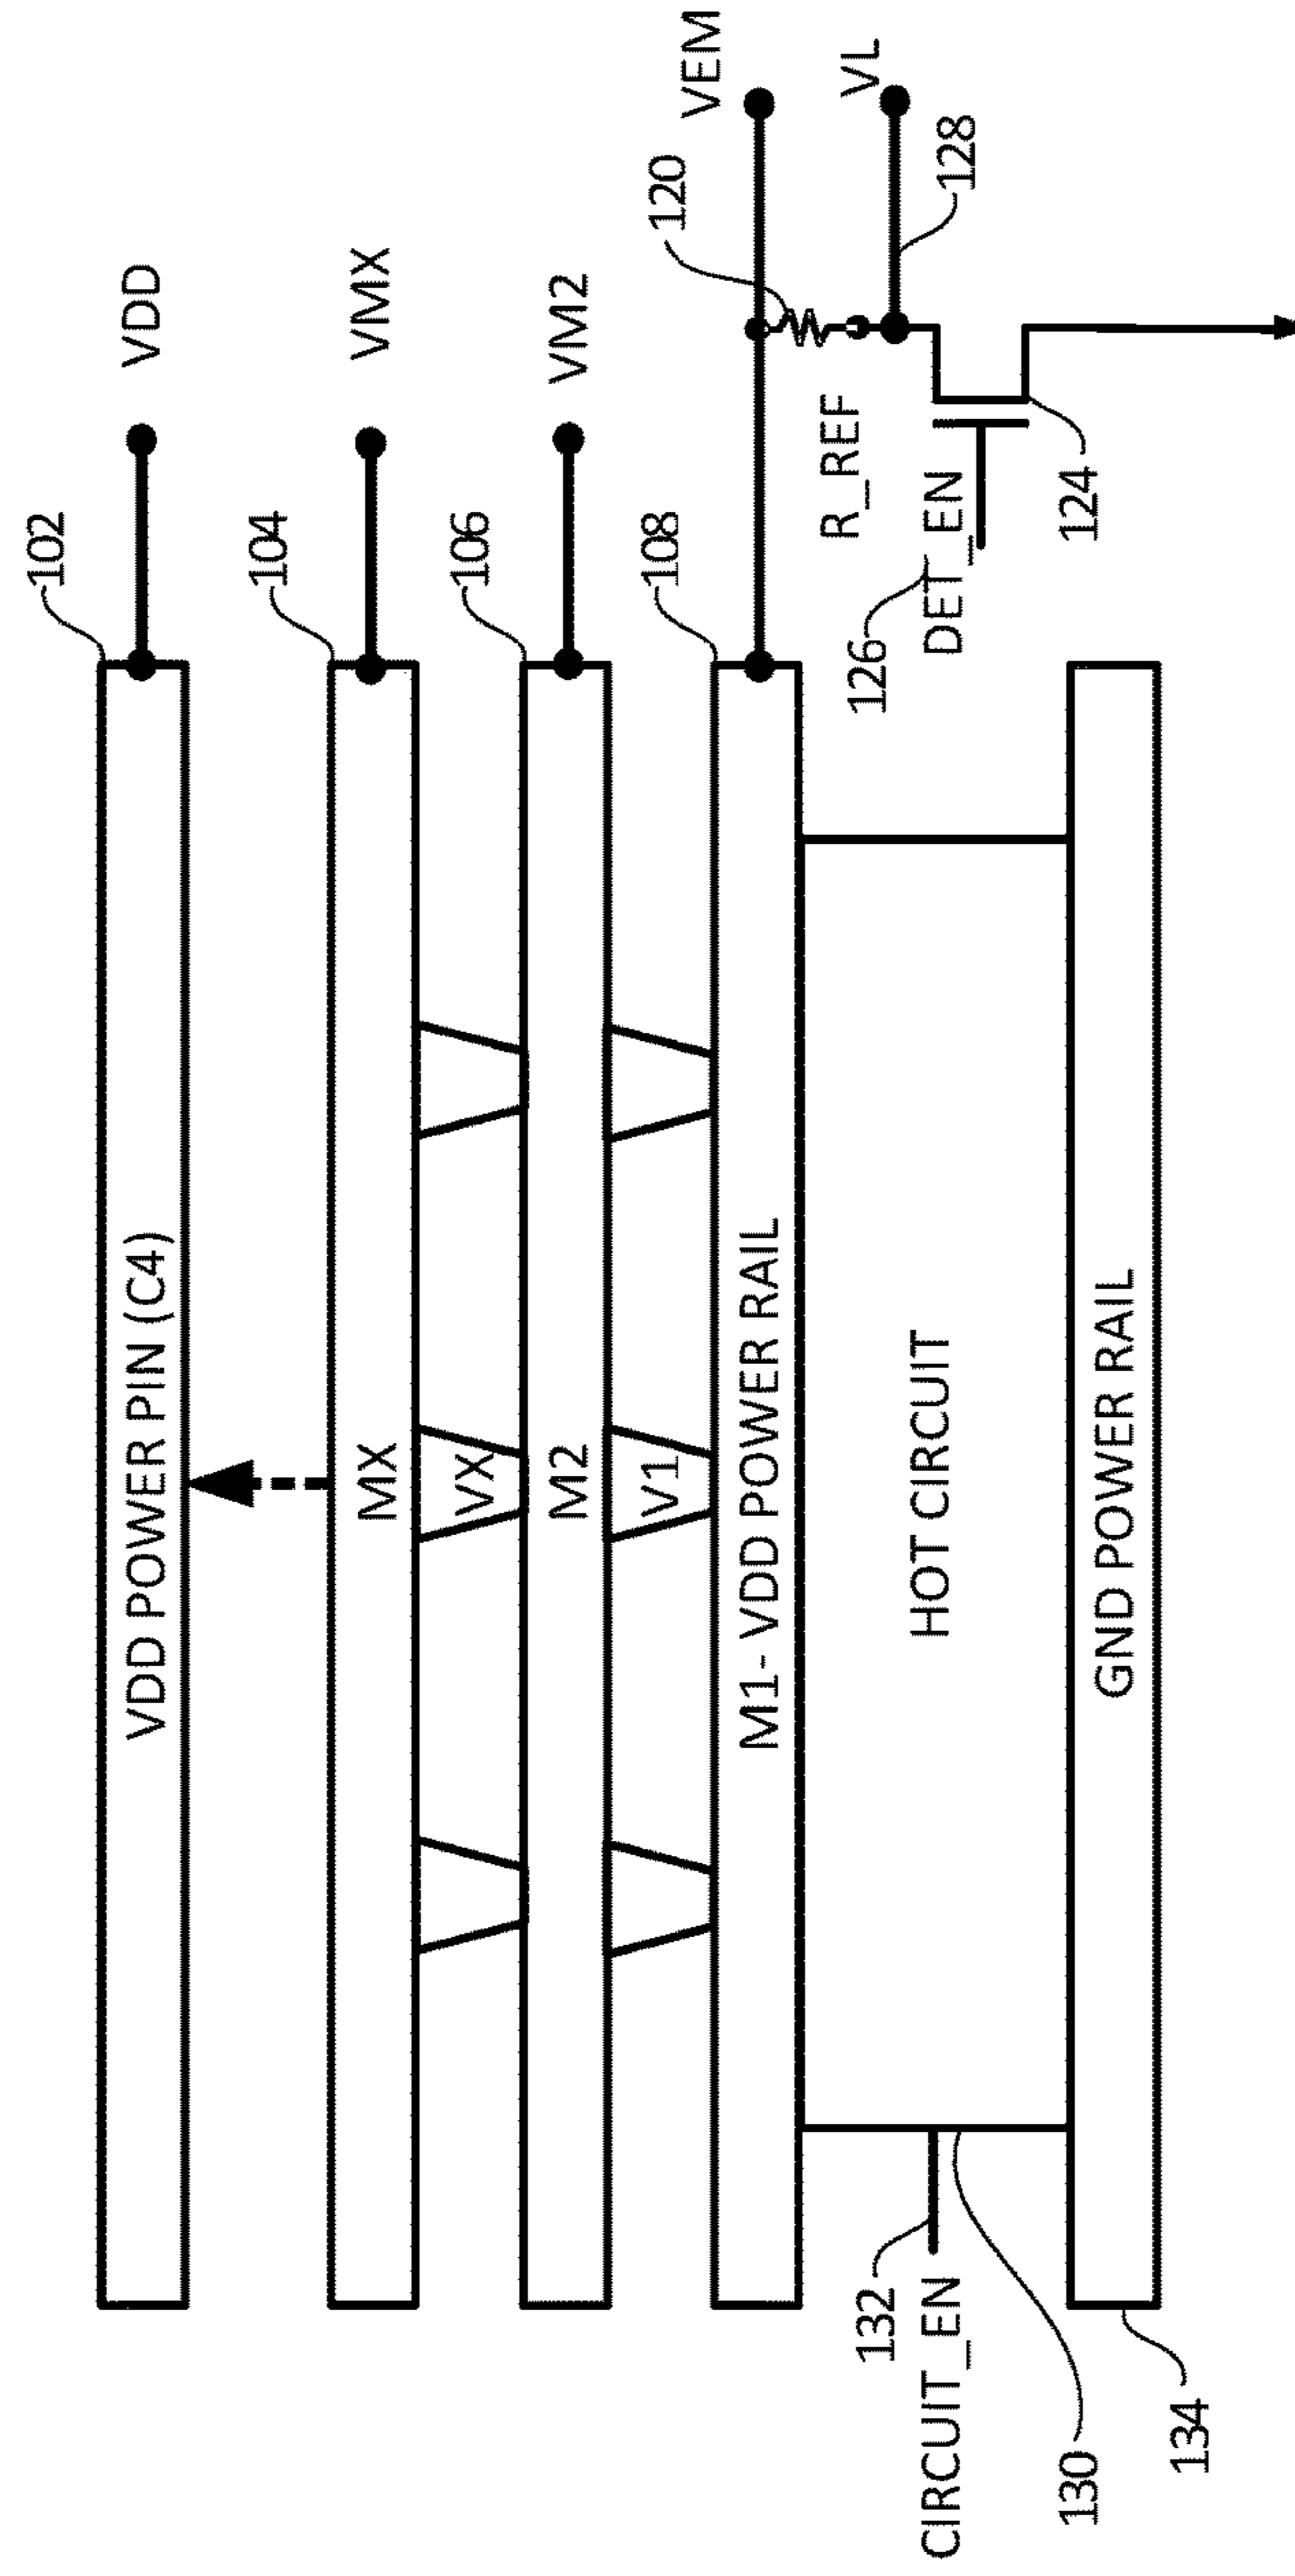 102
VDD POWER PIN (C4)
VDD
104
MX
VMX
VX
106
M2
VM2
V1
108
M1- VDD POWER RAIL
VEM
120
R_REF
VL
128
132
CIRCUIT_EN
HOT CIRCUIT
126
DET_EN
124
130
GND POWER RAIL
134